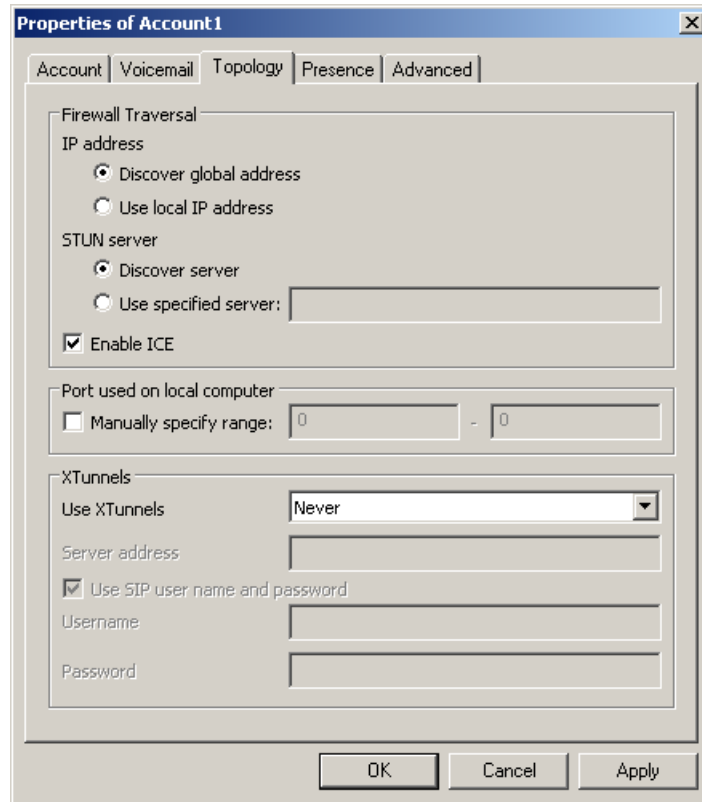 Properties of Account1
Account Voicemail Topology Presence Advanced
Firewall Traversal
IP address
Discover global address
Use local IP address
STUN server
Discover server
Use specified server:
Enable ICE
Port used on local computer
Manually specify range: 0 - 0
XTunnels
Use XTunnels Never
Server address
Use SIP user name and password
Username
Password
OK Cancel Apply